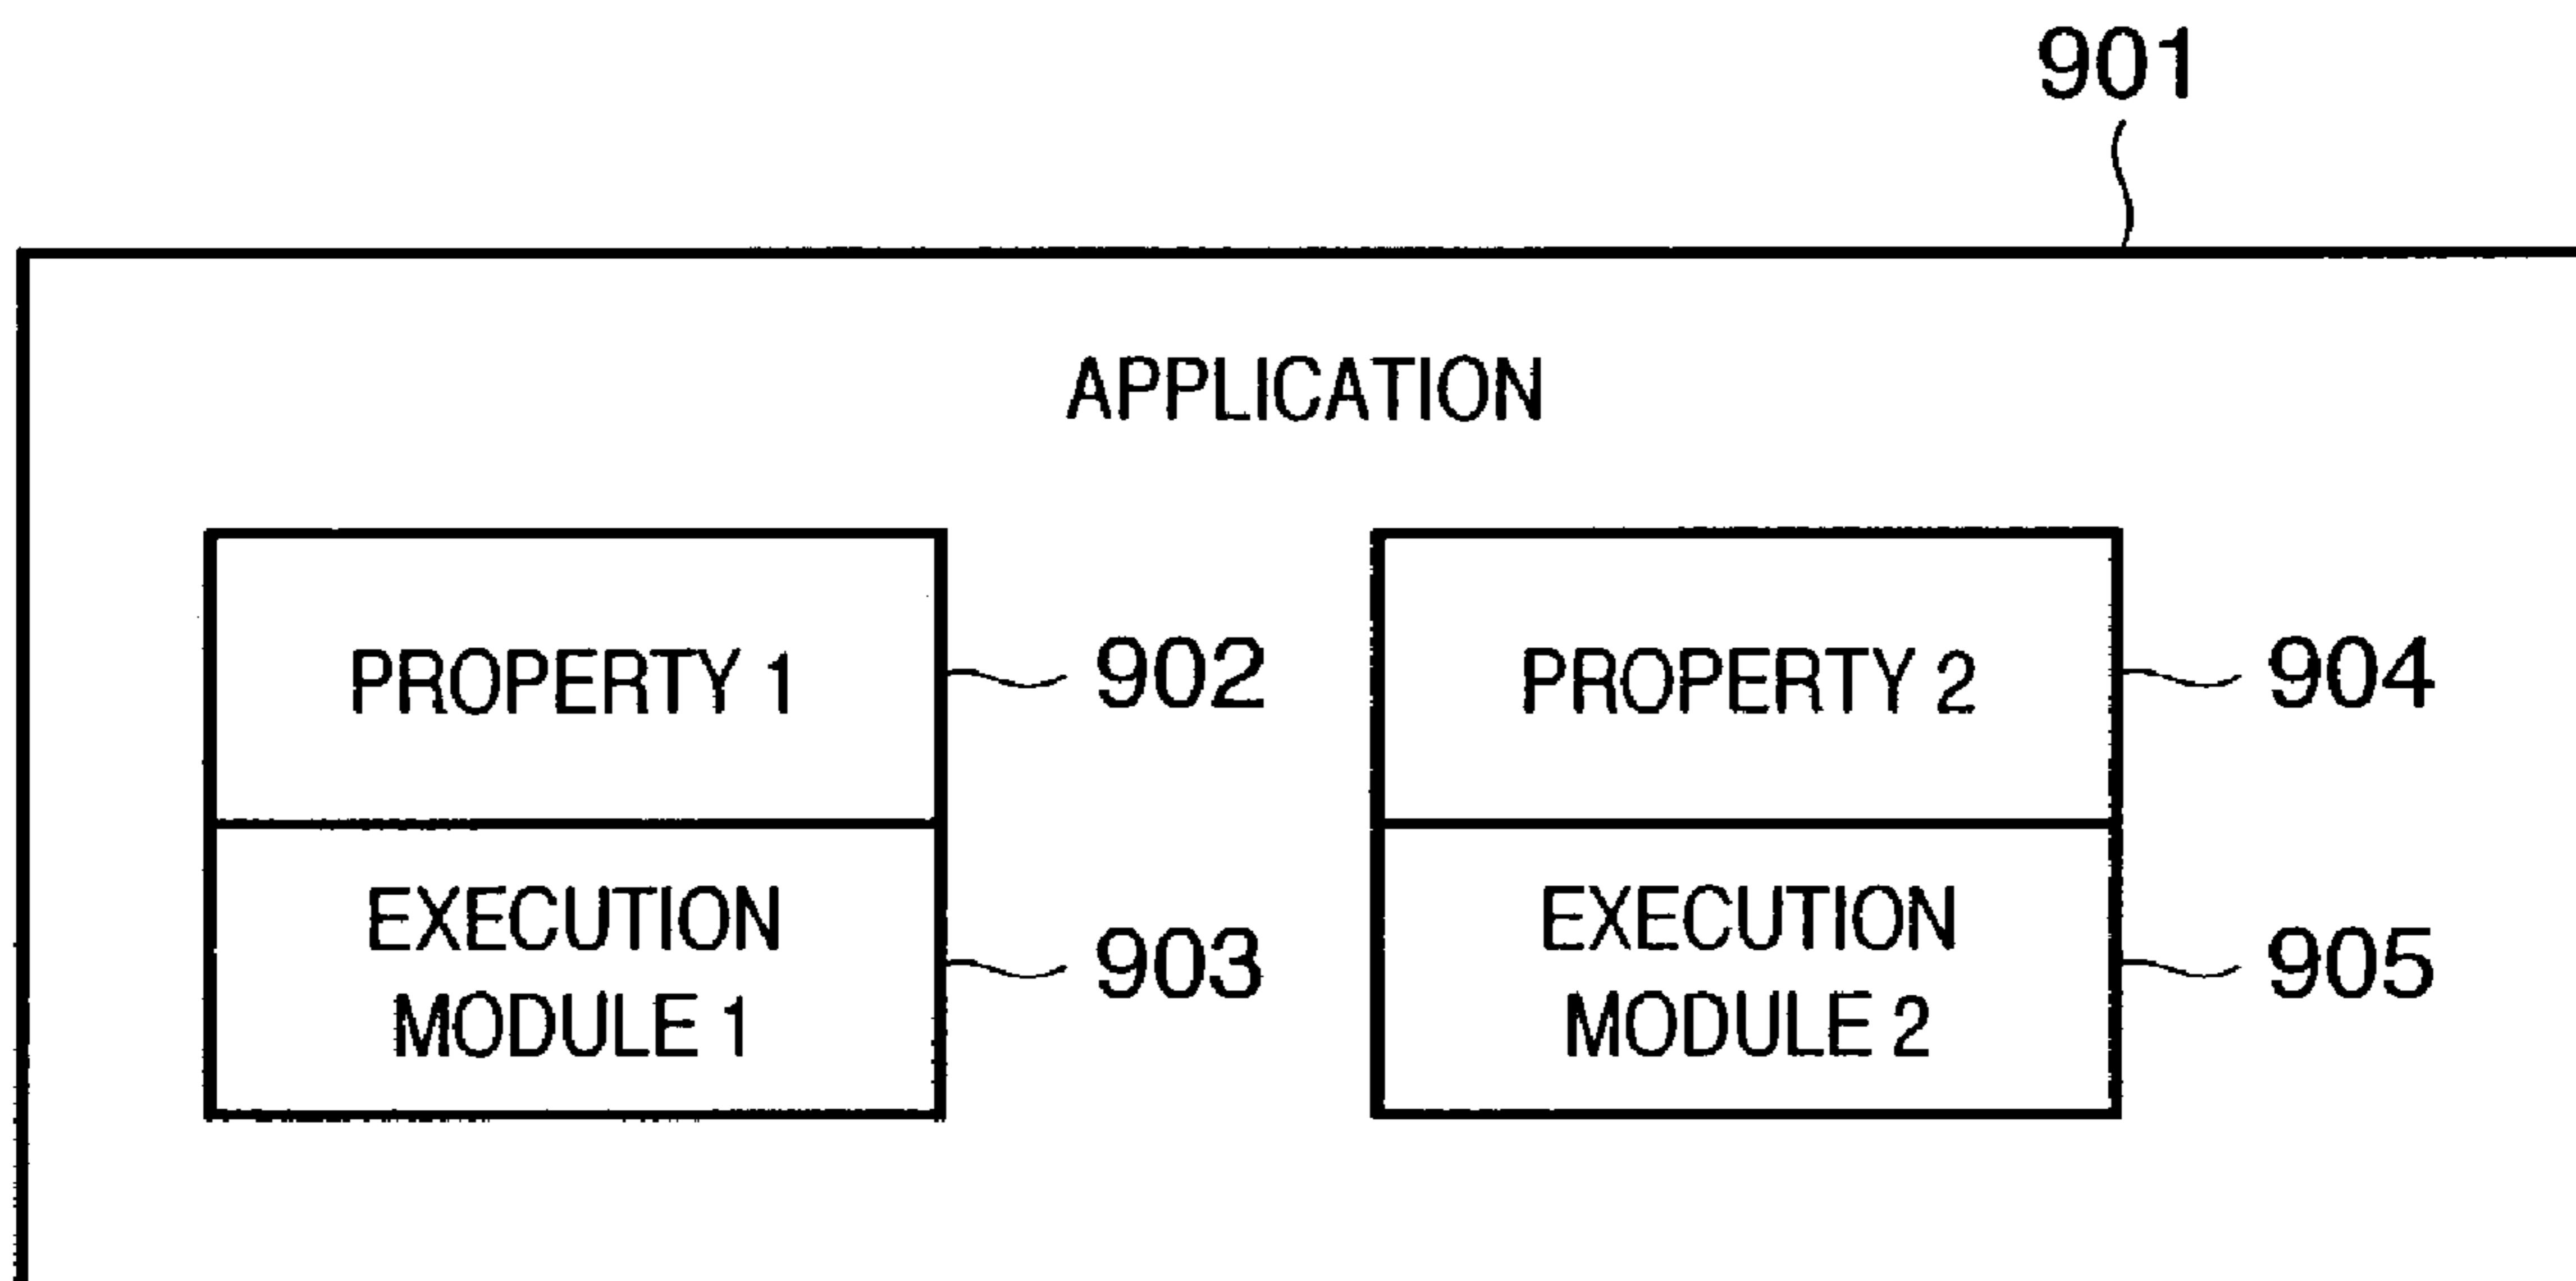 901
APPLICATION
PROPERTY 1
902
PROPERTY 2
904
EXECUTION
MODULE 1
903
EXECUTION
MODULE 2
905